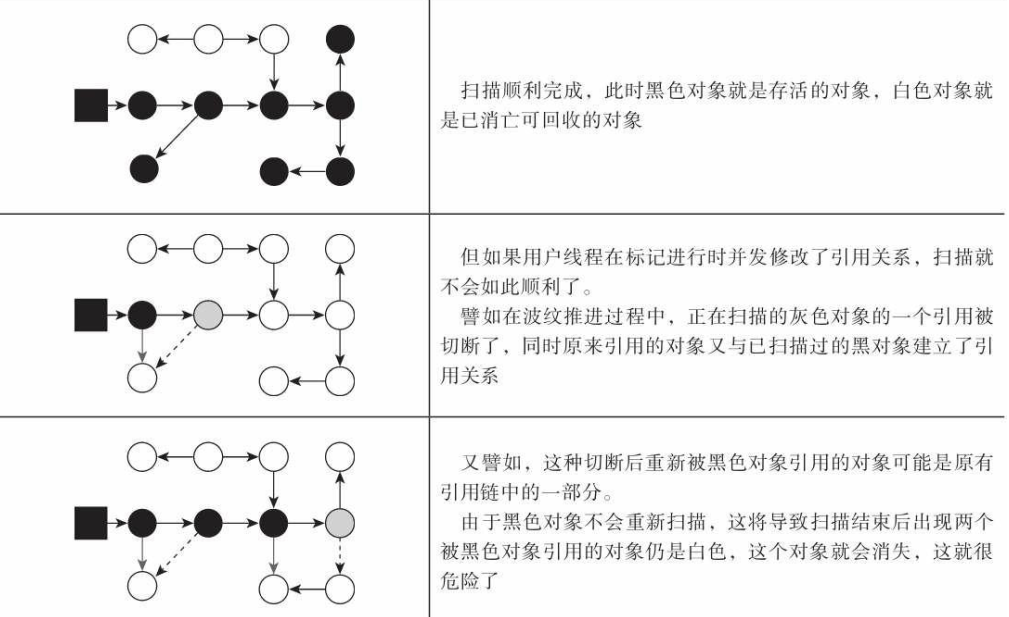 扫描顺利完成，此时黑色对象就是存活的对象，白色对象就
是已消亡可回收的对象
但如果用户线程在标记进行时并发修改了引用关系，扫描就
不会如此顺利了。
譬如在波纹推进过程中，正在扫描的灰色对象的一个引用被
切断了，同时原来引用的对象又与已扫描过的黑对象建立了引
用关系
又譬如，这种切断后重新被黑色对象引用的对象可能是原有
引用链中的一部分。
由于黑色对象不会重新扫描，这将导致扫描结束后出现两个
被黑色对象引用的对象仍是白色，这个对象就会消失，这就很
危险了